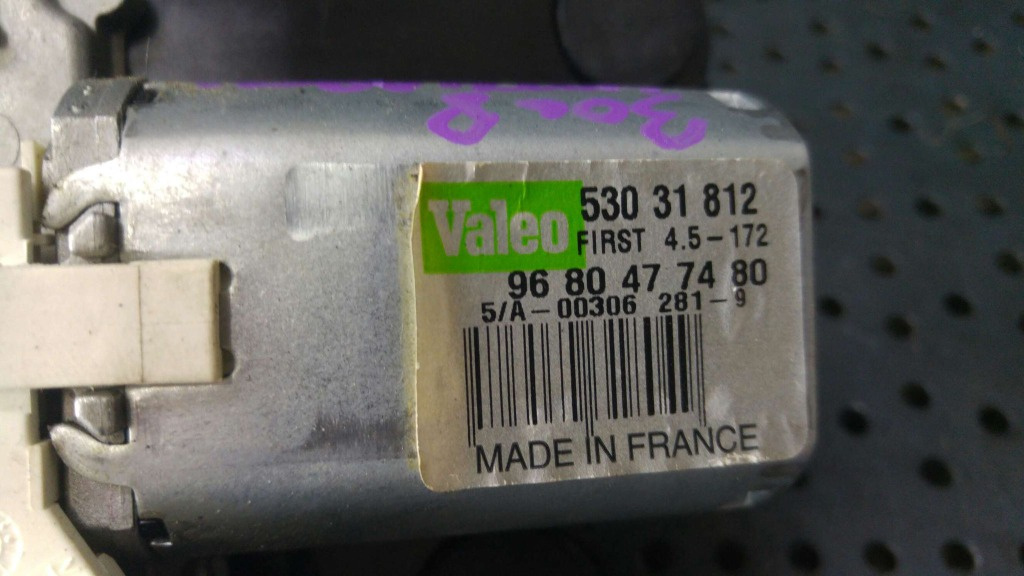 3008
Valeo
530 31 812
FIRST 4.5-172
96 80 47 74 80
5/A-00306 281-9
MADE IN FRANCE